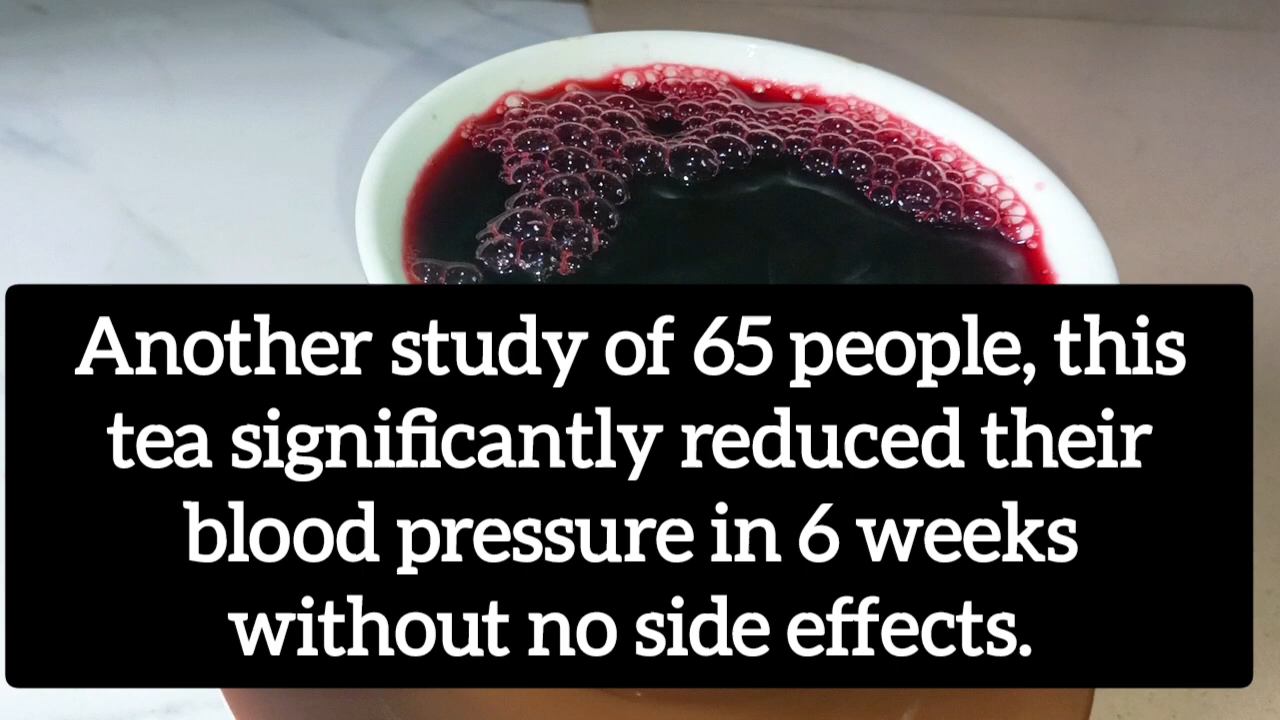 Another study of 65 people, this
tea significantly reduced their
blood pressure in 6 weeks
without no side effects.